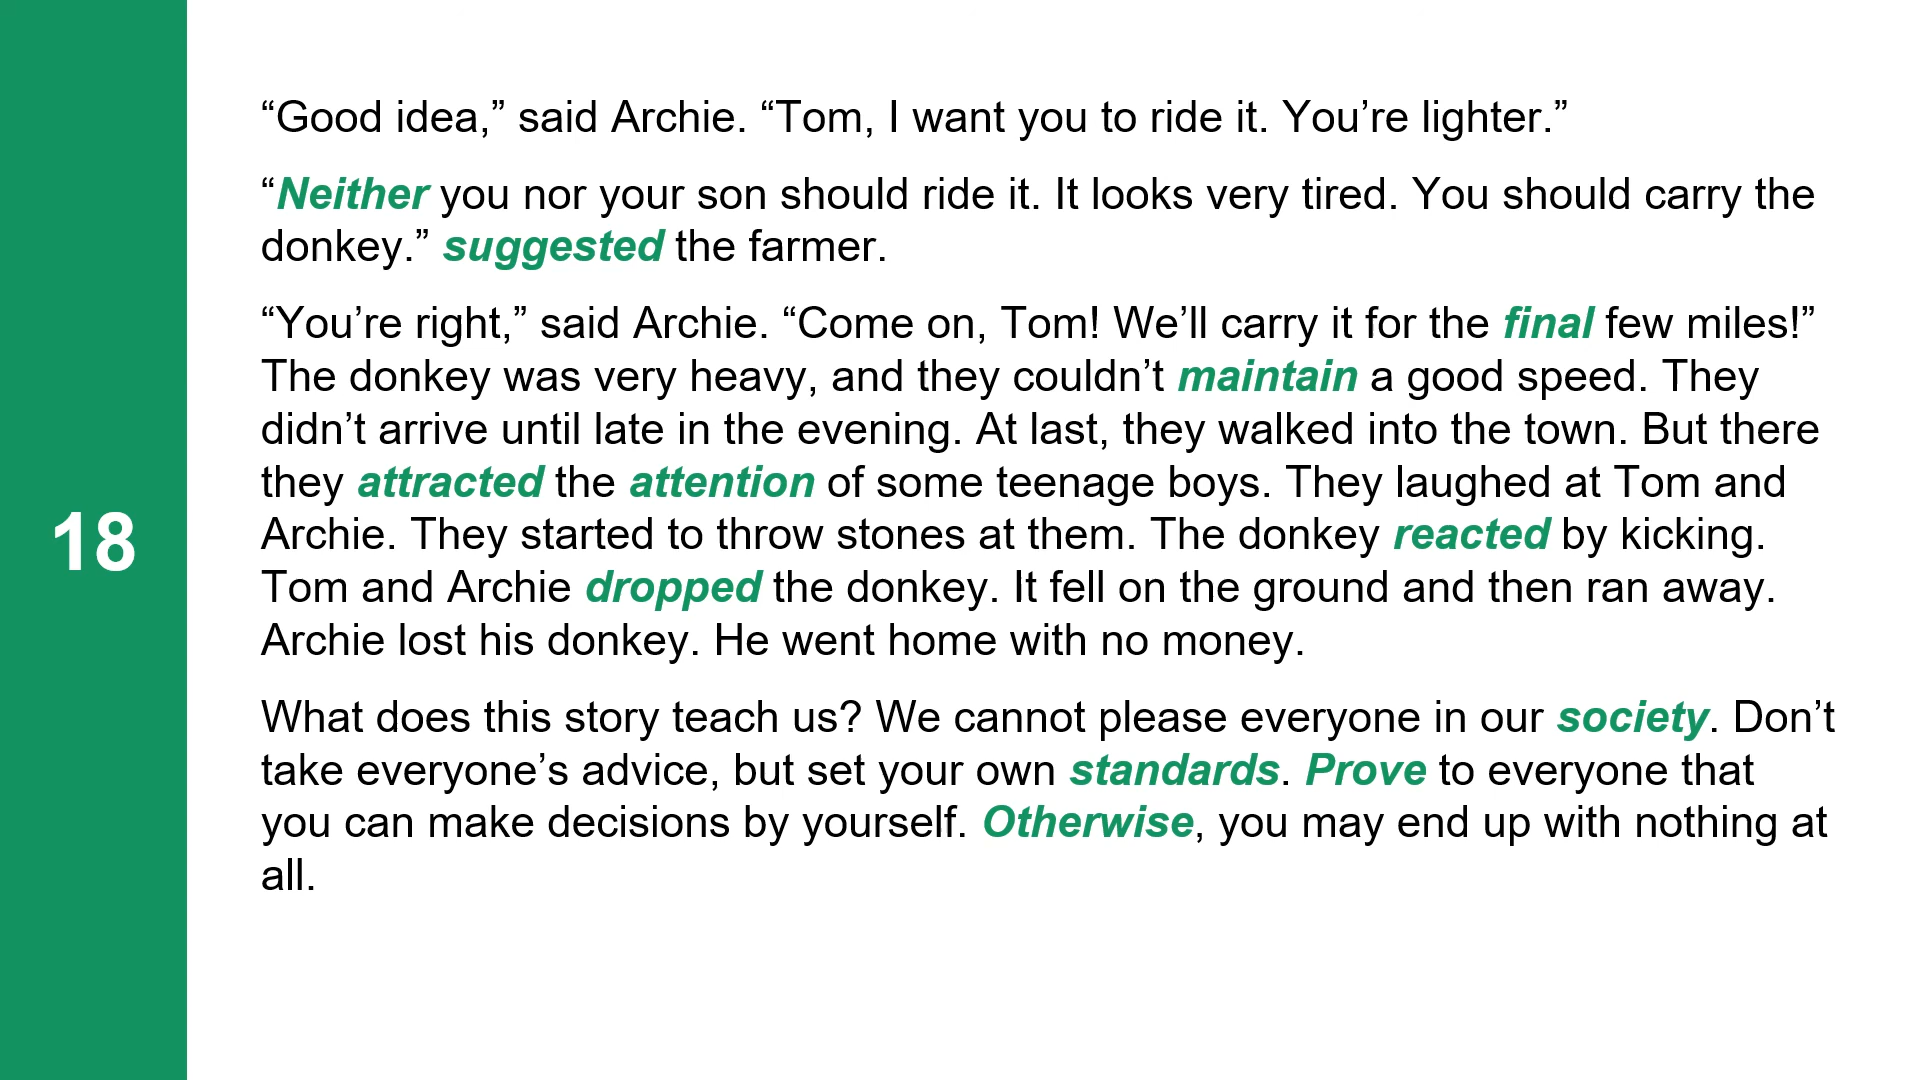 “Good idea,” said Archie. “Tom, I want you to ride it. You’re lighter.”
“Neither you nor your son should ride it. It looks very tired. You should carry the
donkey.” suggested the farmer.
“You’re right,” said Archie. “Come on, Tom! We’ll carry it for the final few miles!”
The donkey was very heavy, and they couldn’t maintain a good speed. They
didn’t arrive until late in the evening. At last, they walked into the town. But there
they attracted the attention of some teenage boys. They laughed at Tom and
Archie. They started to throw stones at them. The donkey reacted by kicking.
Tom and Archie dropped the donkey. It fell on the ground and then ran away.
Archie lost his donkey. He went home with no money.
What does this story teach us? We cannot please everyone in our society. Don’t
take everyone’s advice, but set your own standards. Prove to everyone that
you can make decisions by yourself. Otherwise, you may end up with nothing at
all.
18